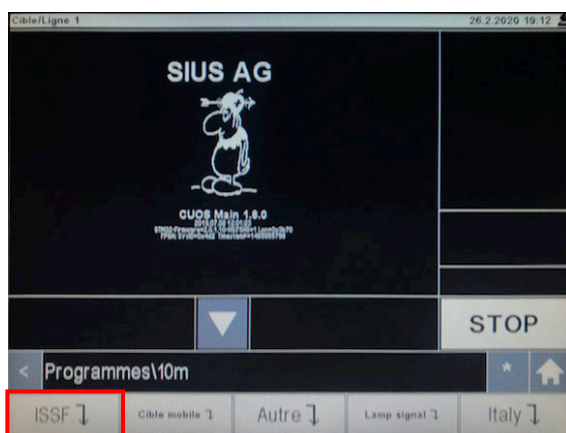 Cible/Ligne 1
26.2.2020 19:12
SIUS AG
CUOS Main 1.6.0
STOP
< Programmes\10m *
ISSF
Cible mobile
Autre
Lamp signal
Italy